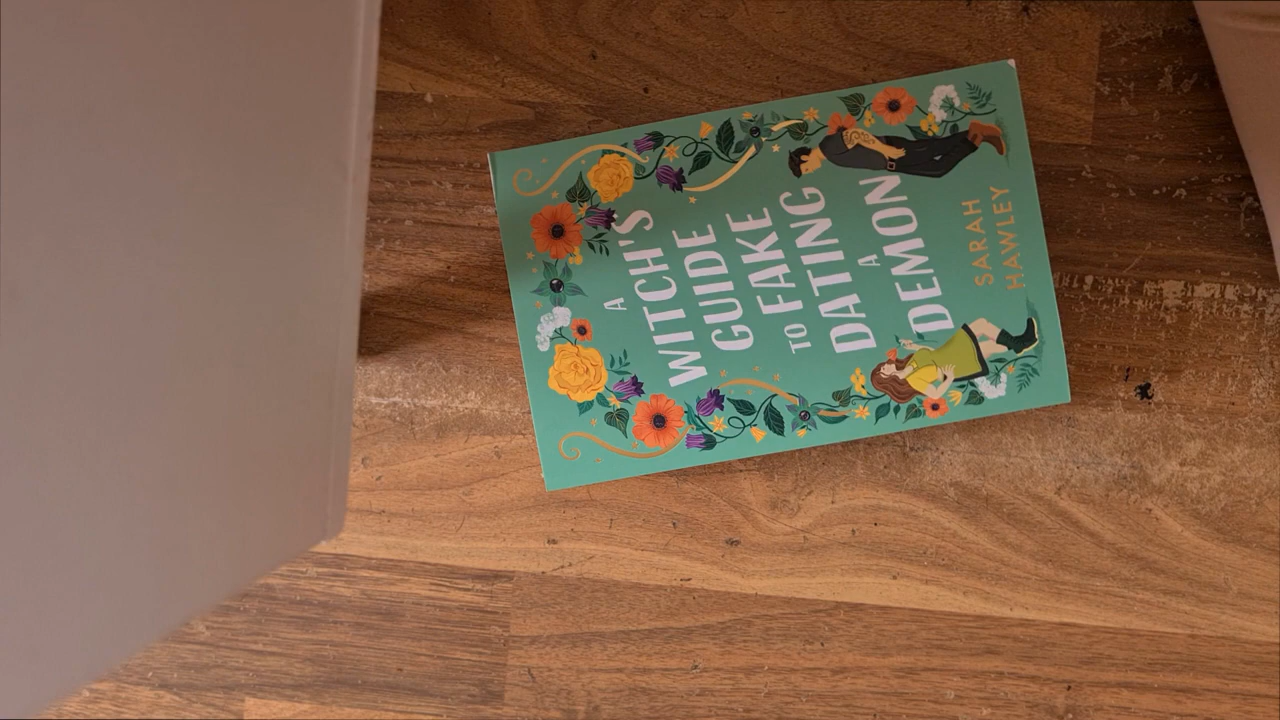 A
WITCH'S
GUIDE
TO FAKE
DATING
A
DEMON
SARAH
HAWLEY